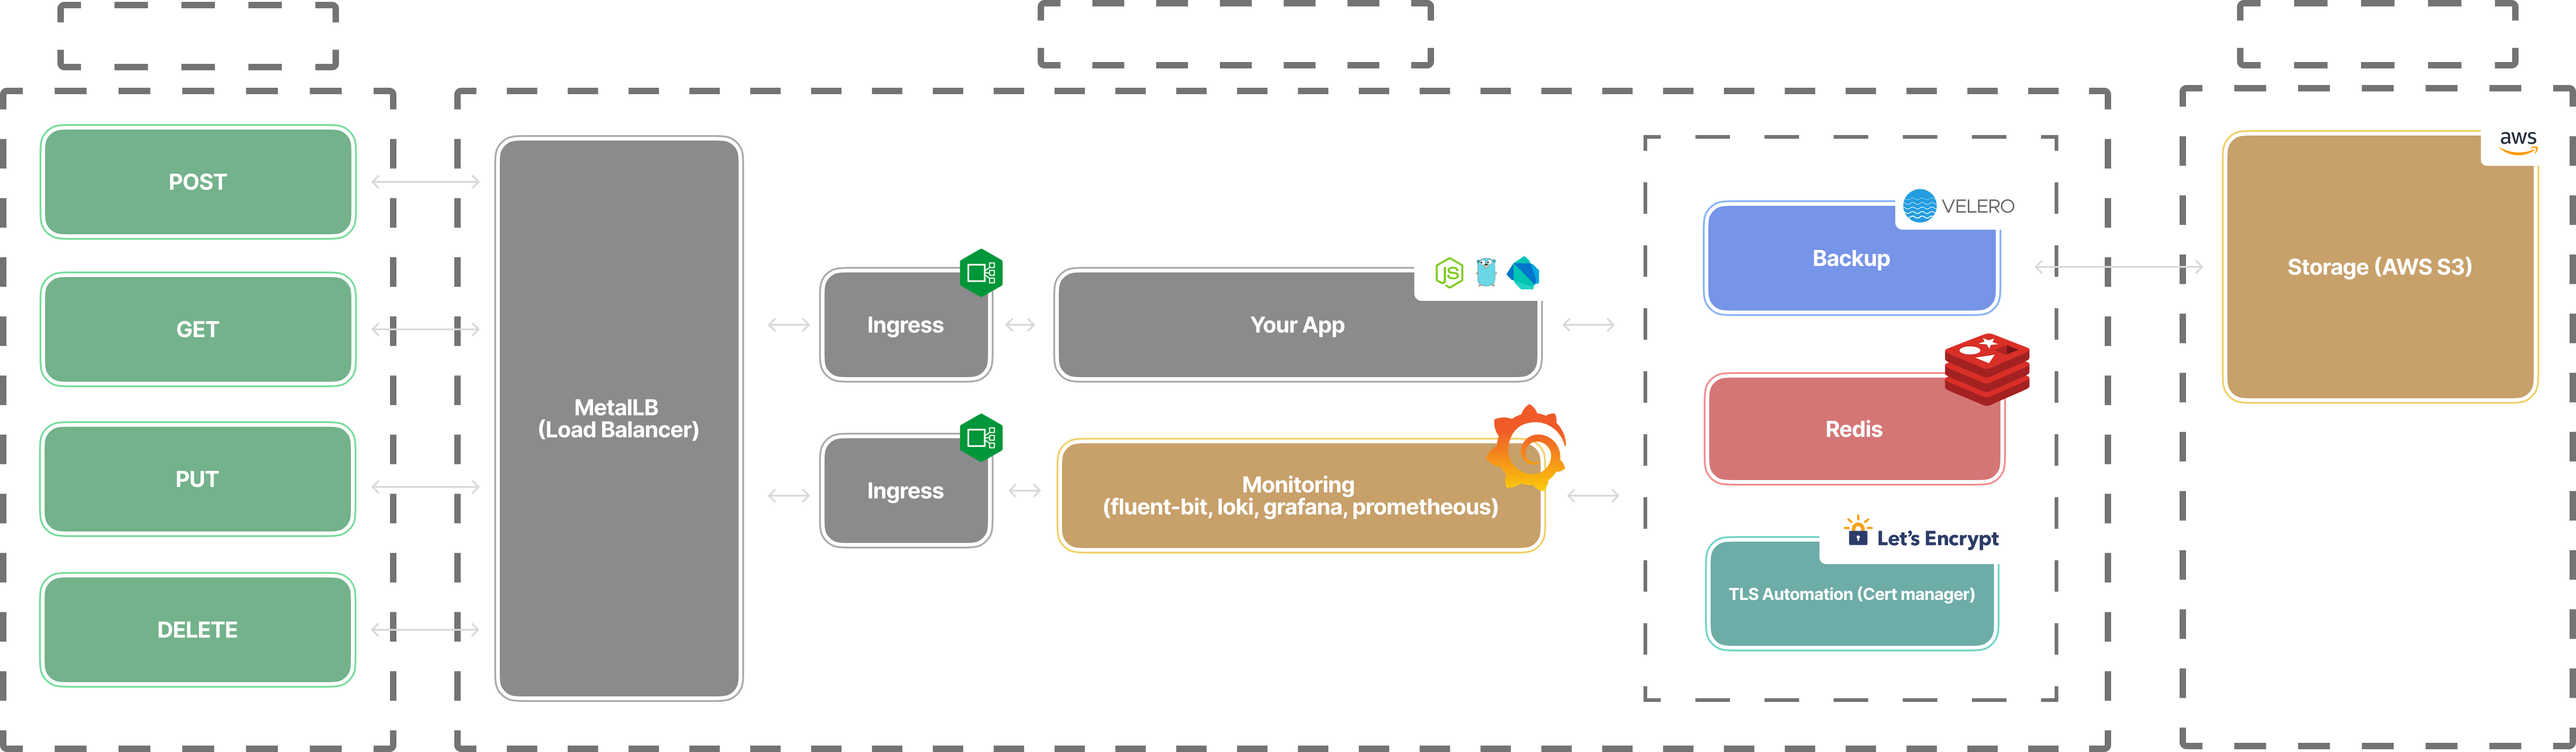 POST
GET
PUT
DELETE
MetalLB
(Load Balancer)
Ingress
Ingress
JS
Your App
Monitoring
(fluent-bit, loki, grafana, prometheous)
VELERO
Backup
Redis
Let's Encrypt
TLS Automation (Cert manager)
aws
Storage (AWS S3)